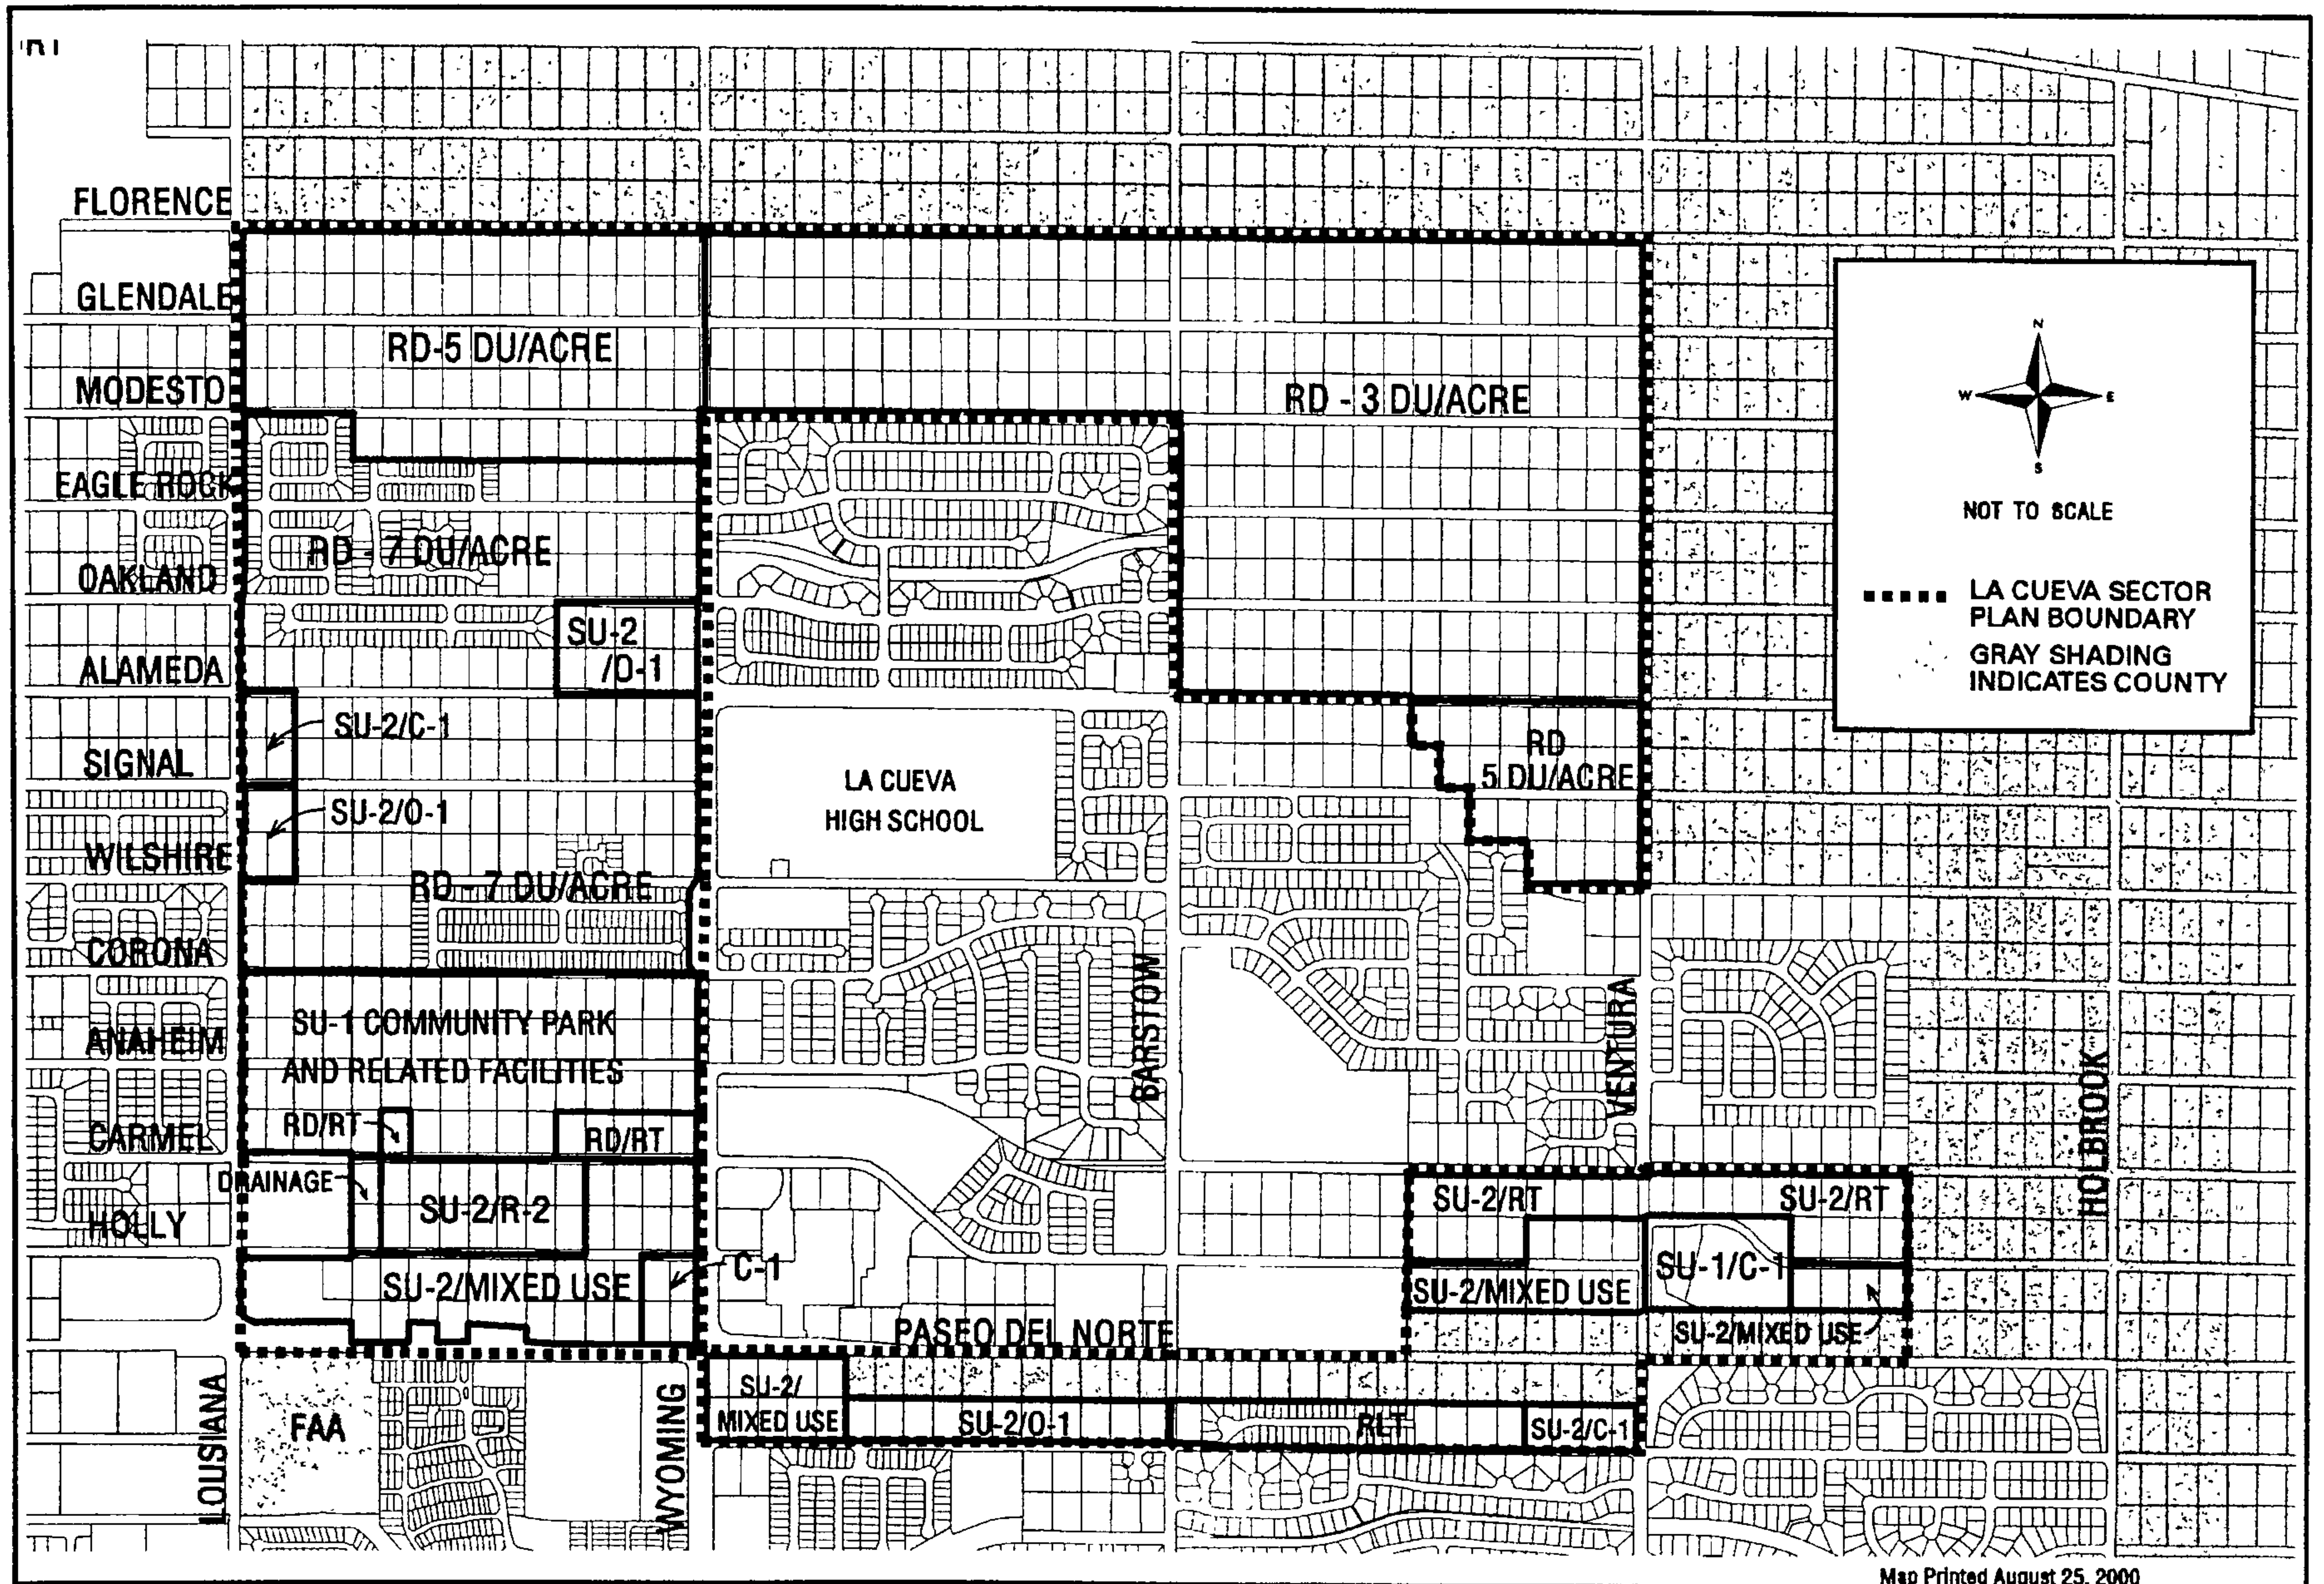 FLORENCE
GLENDALE
RD-5 DU/ACRE
MODESTO
RD - 3 DU/ACRE
N
W
E
S
NOT TO SCALE
LA CUEVA SECTOR
PLAN BOUNDARY
GRAY SHADING
INDICATES COUNTY
EAGLE ROCK
RD - 7 DU/ACRE
OAKLAND
SU-2
/O-1
ALAMEDA
SU-2/C-1
SIGNAL
RD
5 DU/ACRE
LA CUEVA
HIGH SCHOOL
SU-2/O-1
WILSHIRE
RD - 7 DU/ACRE
CORONA
SU-1 COMMUNITY PARK
AND RELATED FACILITIES
ANAHEIM
BARSTOW
VENTURA
HOLBROOK
RD/RT
RD/RT
CARMEL
DRAINAGE
SU-2/R-2
HOLLY
SU-2/RT
SU-2/RT
C-1
SU-2/MIXED USE
SU-2/MIXED USE
SU-1/C-1
SU-2/MIXED USE
PASEO DEL NORTE
LOUSIANA
FAA
WYOMING
SU-2/
MIXED USE
SU-2/O-1
RLT
SU-2/C-1
Map Printed August 25, 2000